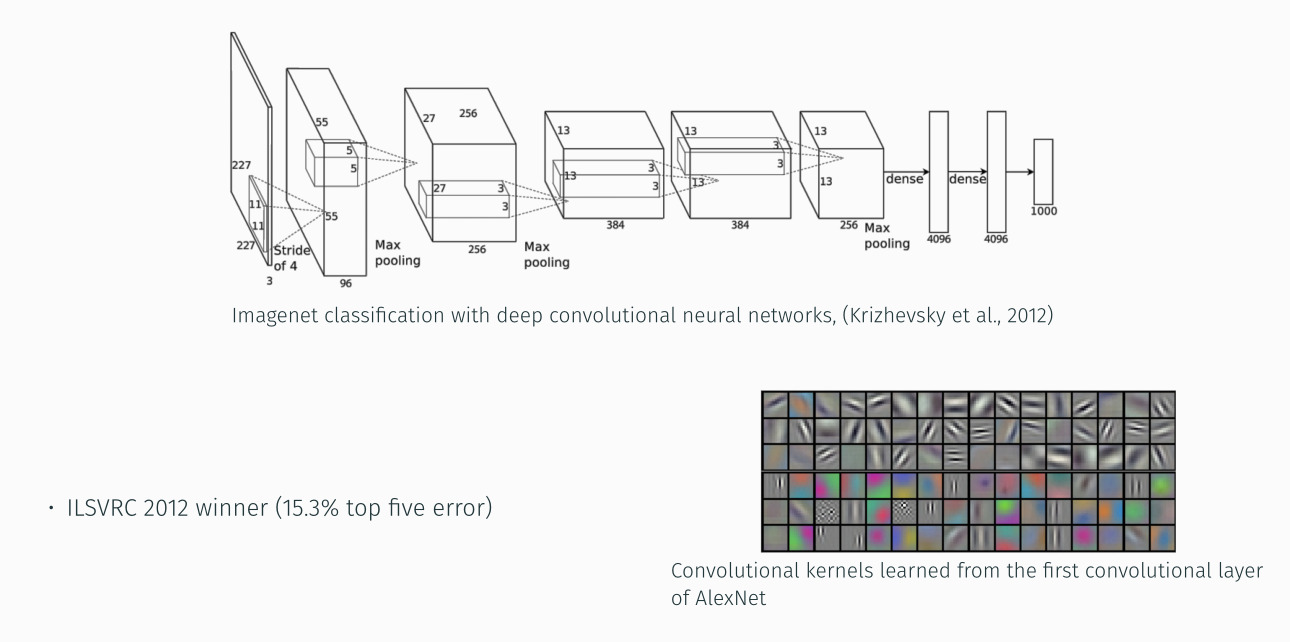 227
11
11
227
3
Stride
of 4
55
5
5
55
96
Max
pooling
27
256
27
3
3
256
Max
pooling
13
13
3
3
384
13
3
3
13
384
13
13
256
Max
pooling
dense
4096
dense
4096
1000
Imagenet classification with deep convolutional neural networks, (Krizhevsky et al., 2012)
• ILSVRC 2012 winner (15.3% top five error)
Convolutional kernels learned from the first convolutional layer
of AlexNet